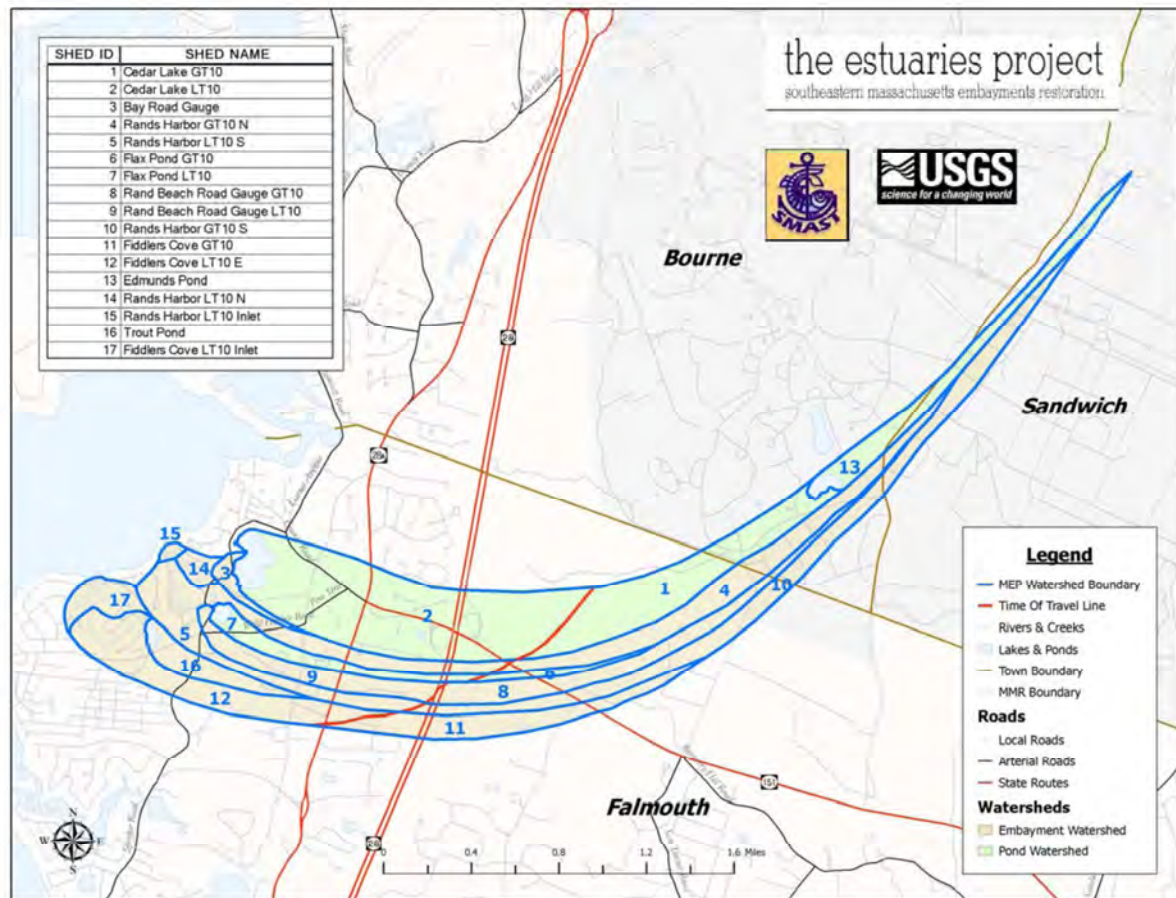 SHED ID SHED NAME
1 Cedar Lake GT10
2 Cedar Lake LT10
3 Bay Road Gauge
4 Rands Harbor GT10 N
5 Rands Harbor LT10 S
6 Flax Pond GT10
7 Flax Pond LT10
8 Rand Beach Road Gauge GT10
9 Rand Beach Road Gauge LT10
10 Rands Harbor GT10 S
11 Fiddlers Cove GT10
12 Fiddlers Cove LT10 E
13 Edmunds Pond
14 Rands Harbor LT10 N
15 Rands Harbor LT10 Inlet
16 Trout Pond
17 Fiddlers Cove LT10 Inlet
the estuaries project
southeastern massachusetts embayments restoration
SMAST
USGS
science for a changing world
Bourne
28
Sandwich
28A
13
15
14
3
17
7
5
2
1
4
10
16
9
6
8
12
11
151
Falmouth
28
N
W E
S
0 0.4 0.8 1.2 1.6 Miles
Legend
MEP Watershed Boundary
Time Of Travel Line
Rivers & Creeks
Lakes & Ponds
Town Boundary
MMR Boundary
Roads
Local Roads
Arterial Roads
State Routes
Watersheds
Embayment Watershed
Pond Watershed